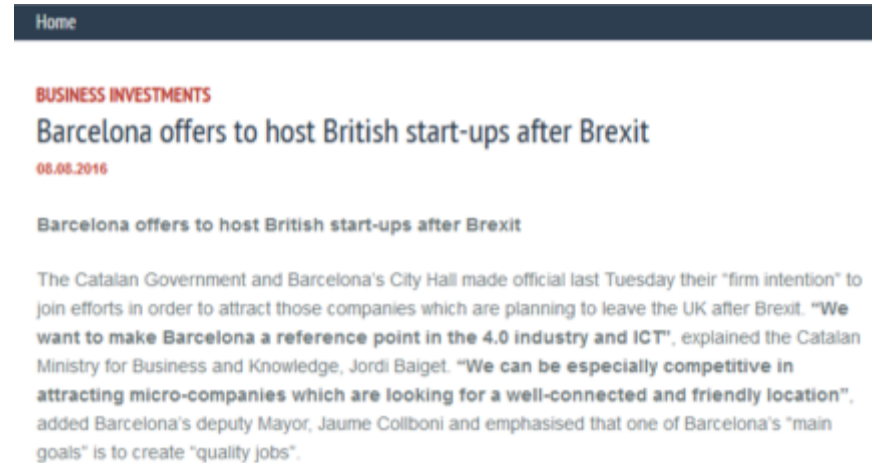 Home
BUSINESS INVESTMENTS
Barcelona offers to host British start-ups after Brexit
08.08.2016
Barcelona offers to host British start-ups after Brexit
The Catalan Government and Barcelona's City Hall made official last Tuesday their "firm intention" to
join efforts in order to attract those companies which are planning to leave the UK after Brexit. "We
want to make Barcelona a reference point in the 4.0 industry and ICT", explained the Catalan
Ministry for Business and Knowledge, Jordi Baiget. "We can be especially competitive in
attracting micro-companies which are looking for a well-connected and friendly location",
added Barcelona's deputy Mayor, Jaume Collboni and emphasised that one of Barcelona's "main
goals" is to create "quality jobs".